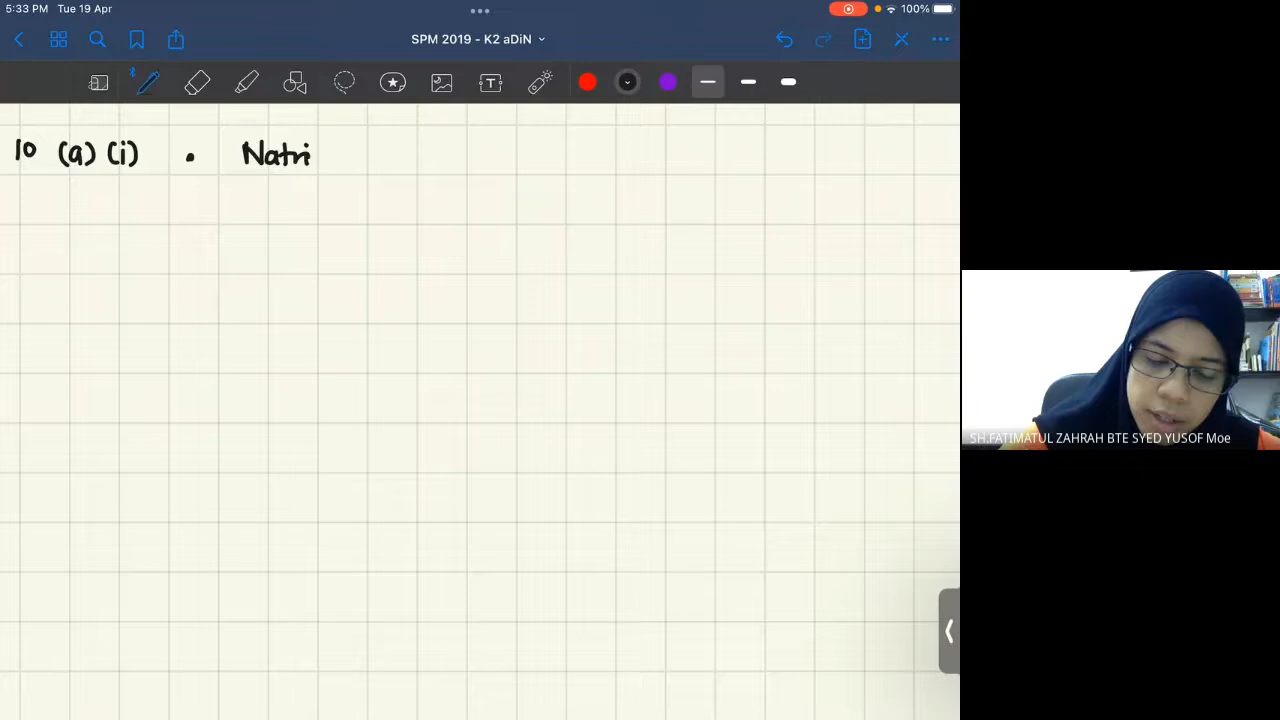 5:33 PM Tue 19 Apr
100%
SPM 2019 - K2 aDiN
T
10 (a) (i) • Natri
SH.FATIMATUL ZAHRAH BTE SYED YUSOF Moe